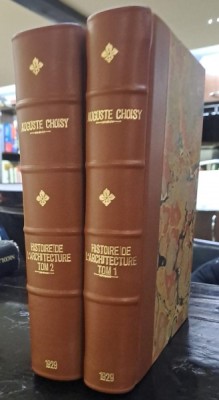 AUGUSTE CHOISY
HISTOIRE DE
L'ARCHITECTURE
TOM 2
1929
AUGUSTE CHOISY
HISTOIRE DE
L'ARCHITECTURE
TOM 1
1929